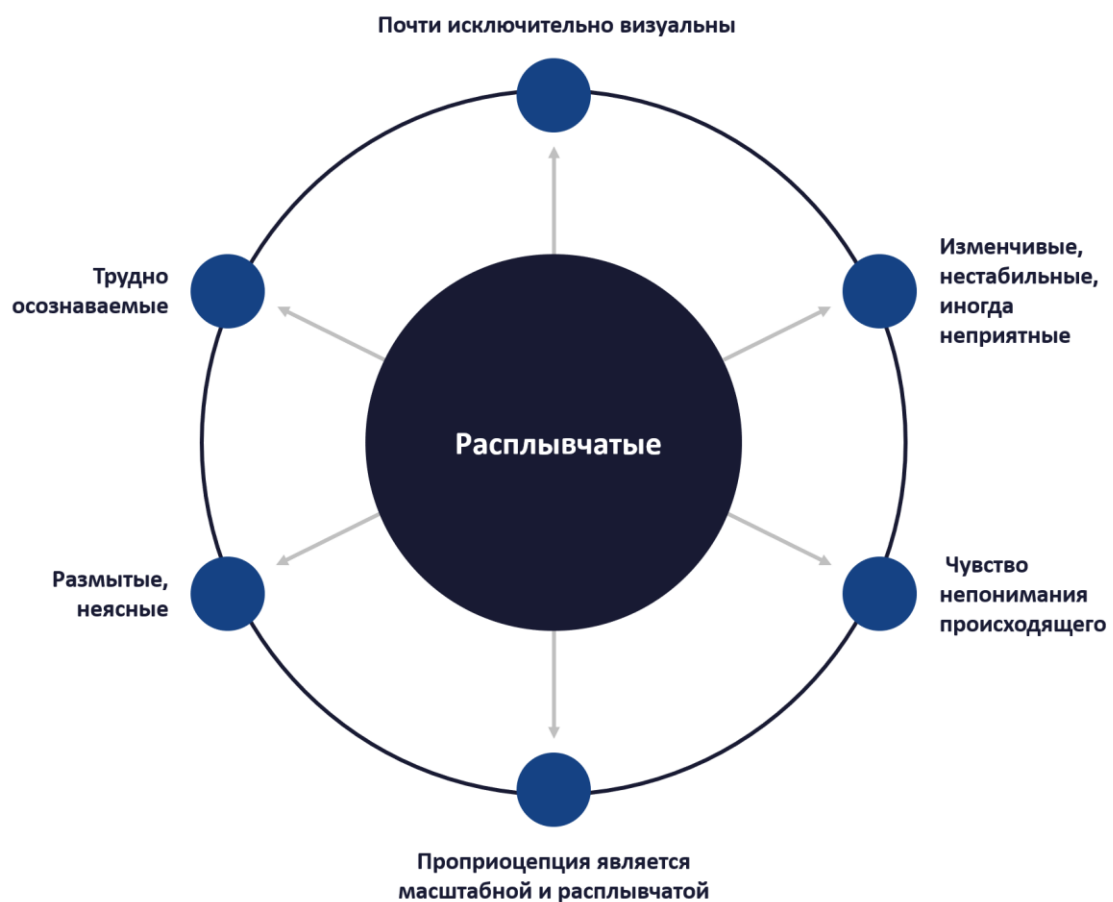 Почти исключительно визуальны
Трудно
осознаваемые
Изменчивые,
нестабильные,
иногда
неприятные
Расплывчатые
Размытые,
неясные
Чувство
непонимания
происходящего
Проприоцепция является
масштабной и расплывчатой